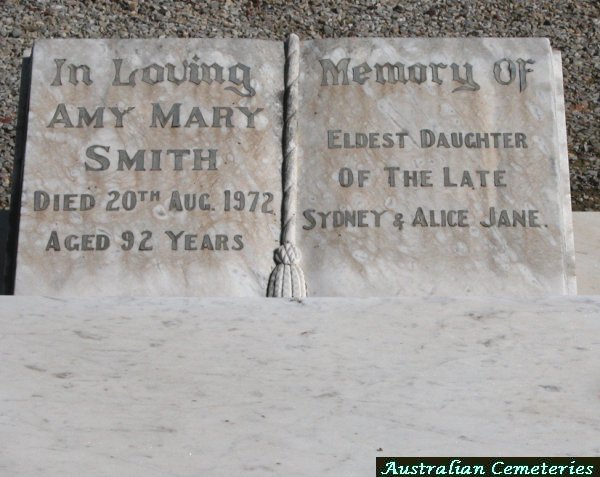 In Loving
Amy Mary
Smith
Died 20th Aug. 1972
Aged 92 Years
Memory Of
Eldest Daughter
Of The Late
Sydney & Alice Jane.
Australian Cemeteries